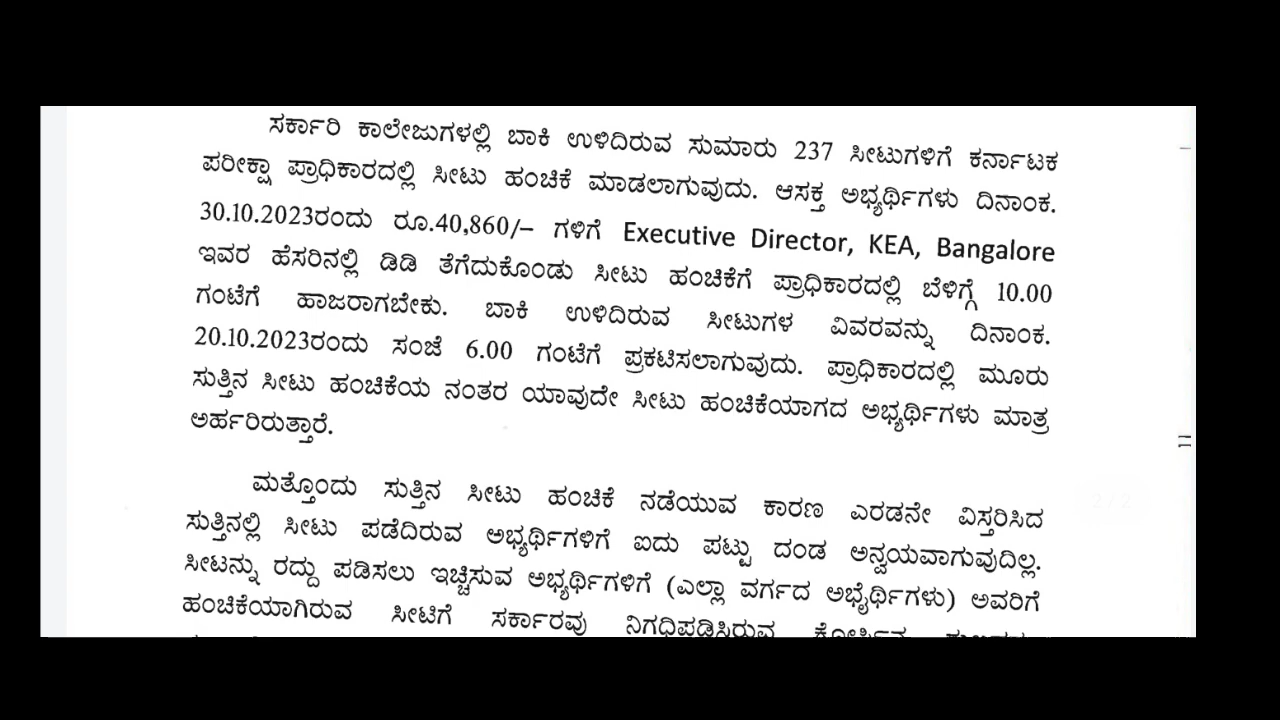 ಸರ್ಕಾರಿ ಕಾಲೇಜುಗಳಲ್ಲಿ ಬಾಕಿ ಉಳಿದಿರುವ ಸುಮಾರು 237 ಸೀಟುಗಳಿಗೆ ಕರ್ನಾಟಕ
ಪರೀಕ್ಷಾ ಪ್ರಾಧಿಕಾರದಲ್ಲಿ ಸೀಟು ಹಂಚಿಕೆ ಮಾಡಲಾಗುವುದು. ಆಸಕ್ತ ಅಭ್ಯರ್ಥಿಗಳು ದಿನಾಂಕ.
30.10.2023ರಂದು ರೂ.40,860/– ಗಳಿಗೆ Executive Director, KEA, Bangalore
ಇವರ ಹೆಸರಿನಲ್ಲಿ ಡಿಡಿ ತೆಗೆದುಕೊಂಡು ಸೀಟು ಹಂಚಿಕೆಗೆ ಪ್ರಾಧಿಕಾರದಲ್ಲಿ ಬೆಳಿಗ್ಗೆ 10.00
ಗಂಟೆಗೆ ಹಾಜರಾಗಬೇಕು. ಬಾಕಿ ಉಳಿದಿರುವ ಸೀಟುಗಳ ವಿವರವನ್ನು ದಿನಾಂಕ.
20.10.2023ರಂದು ಸಂಜೆ 6.00 ಗಂಟೆಗೆ ಪ್ರಕಟಿಸಲಾಗುವುದು. ಪ್ರಾಧಿಕಾರದಲ್ಲಿ ಮೂರು
ಸುತ್ತಿನ ಸೀಟು ಹಂಚಿಕೆಯ ನಂತರ ಯಾವುದೇ ಸೀಟು ಹಂಚಿಕೆಯಾಗದ ಅಭ್ಯರ್ಥಿಗಳು ಮಾತ್ರ
ಅರ್ಹರಿರುತ್ತಾರೆ.
ಮತ್ತೊಂದು ಸುತ್ತಿನ ಸೀಟು ಹಂಚಿಕೆ ನಡೆಯುವ ಕಾರಣ ಎರಡನೇ ವಿಸ್ತರಿಸಿದ
ಸುತ್ತಿನಲ್ಲಿ ಸೀಟು ಪಡೆದಿರುವ ಅಭ್ಯರ್ಥಿಗಳಿಗೆ ಐದು ಪಟ್ಟು ದಂಡ ಅನ್ವಯವಾಗುವುದಿಲ್ಲ.
ಸೀಟನ್ನು ರದ್ದು ಪಡಿಸಲು ಇಚ್ಚಿಸುವ ಅಭ್ಯರ್ಥಿಗಳಿಗೆ (ಎಲ್ಲಾ ವರ್ಗದ ಅಭ್ಯೆರ್ಥಿಗಳು) ಅವರಿಗೆ
ಹಂಚಿಕೆಯಾಗಿರುವ ಸೀಟಿಗೆ ಸರ್ಕಾರವು ನಿಗಧಿಪಡಿಸಿರುವ ಕೋರ್ಸಿನ
2/2